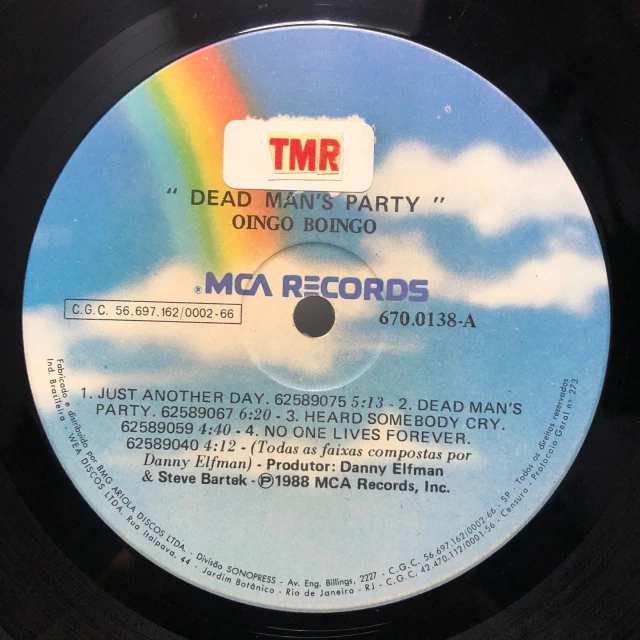 TMR
" DEAD MAN'S PARTY "
OINGO BOINGO
® MCA RECORDS
C.G.C. 56.697.162/0002-66
670.0138-A
1. JUST ANOTHER DAY. 62589075 5:13 - 2. DEAD MAN'S
PARTY. 62589067 6:20 - 3. HEARD SOMEBODY CRY.
62589059 4:40 - 4. NO ONE LIVES FOREVER.
62589040 4:12 - (Todas as faixas compostas por
Danny Elfman) - Produtor: Danny Elfman
& Steve Bartek - ℗1988 MCA Records, Inc.
Fabricado e distribuido por BMG ARIOLA DISCOS LTDA. - Divisão SONOPRESS - Av. Eng. Billings, 2227 - C.G.C. 56.697.162/0002-66 - SP - Todos os direitos reservados
Ind. Brasileira - WEA DISCOS LTDA. Rua Itaipava, 44 - Jardim Botânico - Rio de Janeiro - RJ - C.G.C. 42.470.112/0001-56 - Censura - Protocolo Geral nº 273